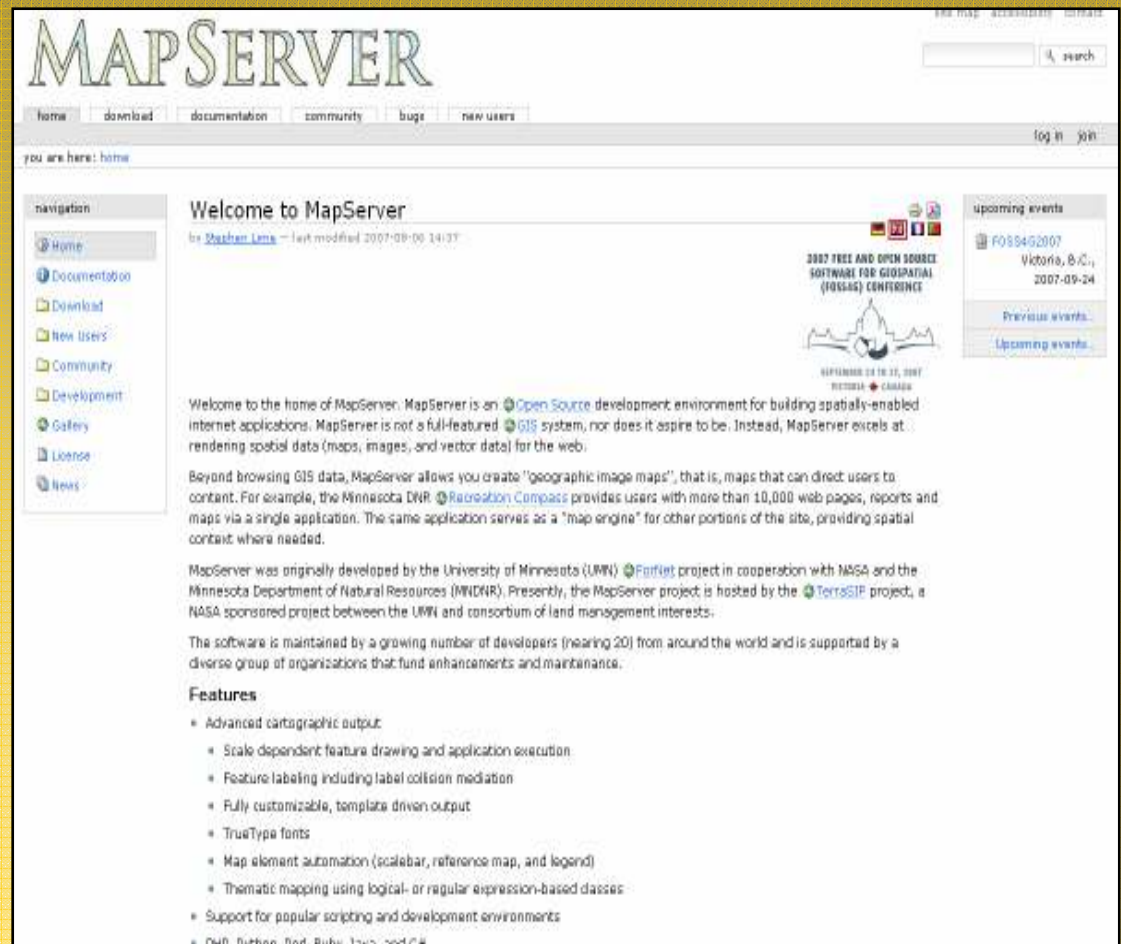 site map accessibility contact
MAPSERVER
search
home download documentation community bugs new users
log in join
you are here: home
navigation
Home
Documentation
Download
New Users
Community
Development
Gallery
License
News
Welcome to MapServer
by Stephen Lime — last modified 2007-09-06 14:37
2007 FREE AND OPEN SOURCE
SOFTWARE FOR GEOSPATIAL
(FOSS4G) CONFERENCE
SEPTEMBER 24 TO 27, 2007
VICTORIA CANADA
upcoming events
FOSS4G2007
Victoria, B.C.,
2007-09-24
Previous events...
Upcoming events...
Welcome to the home of MapServer. MapServer is an Open Source development environment for building spatially-enabled
internet applications. MapServer is not a full-featured GIS system, nor does it aspire to be. Instead, MapServer excels at
rendering spatial data (maps, images, and vector data) for the web.
Beyond browsing GIS data, MapServer allows you create "geographic image maps", that is, maps that can direct users to
content. For example, the Minnesota DNR Recreation Compass provides users with more than 10,000 web pages, reports and
maps via a single application. The same application serves as a "map engine" for other portions of the site, providing spatial
context where needed.
MapServer was originally developed by the University of Minnesota (UMN) ForNet project in cooperation with NASA and the
Minnesota Department of Natural Resources (MNDNR). Presently, the MapServer project is hosted by the TerraSIP project, a
NASA sponsored project between the UMN and consortium of land management interests.
The software is maintained by a growing number of developers (nearing 20) from around the world and is supported by a
diverse group of organizations that fund enhancements and maintenance.
Features
Advanced cartographic output
Scale dependent feature drawing and application execution
Feature labeling including label collision mediation
Fully customizable, template driven output
TrueType fonts
Map element automation (scalebar, reference map, and legend)
Thematic mapping using logical- or regular expression-based classes
Support for popular scripting and development environments
PHP, Python, Perl, Ruby, Java, and C#